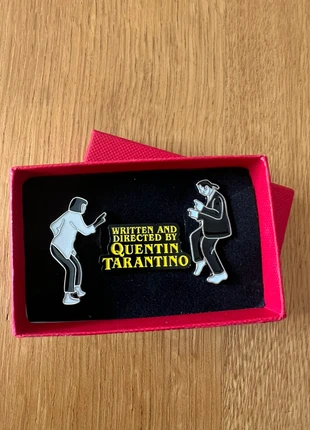 WRITTEN AND
DIRECTED BY
QUENTIN
TARANTINO